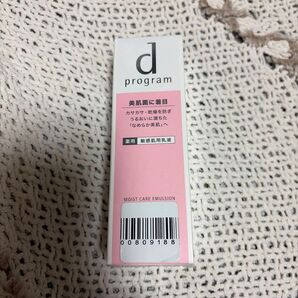 d
program
美肌菌に着目
カサカサ・乾燥を防ぎ
うるおいに満ちた
「なめらか美肌」へ
薬用 敏感肌用乳液
MOIST CARE EMULSION
00809188